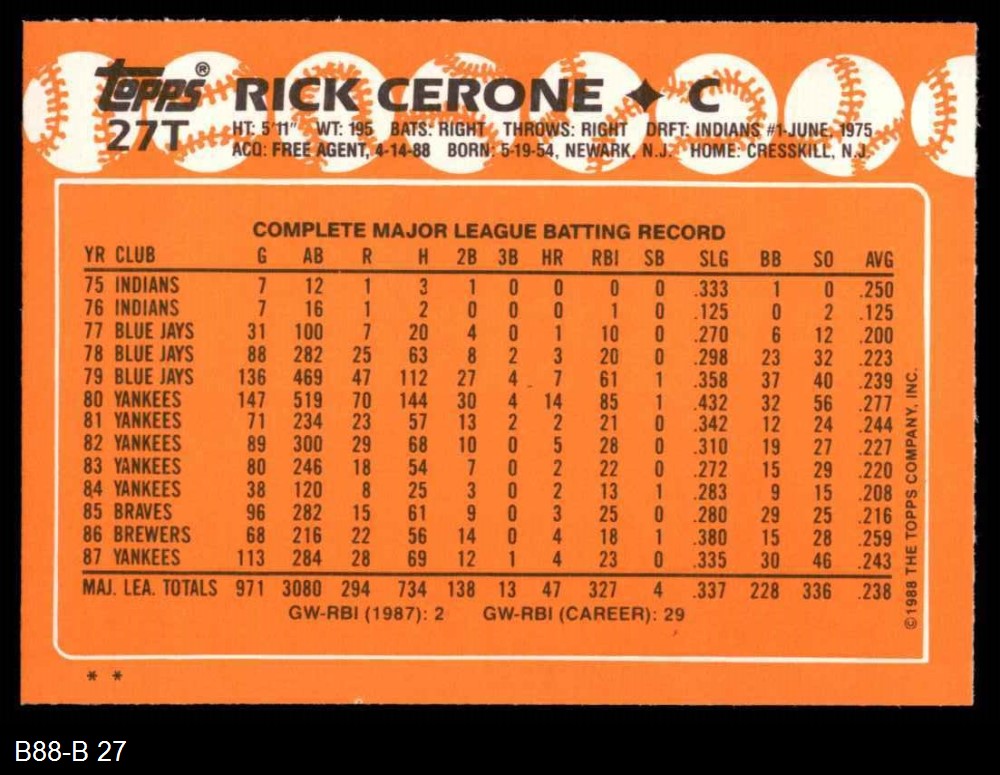 topps® RICK CERONE ✦ C
27T HT: 5'11" WT: 195 BATS: RIGHT THROWS: RIGHT DRFT: INDIANS #1-JUNE, 1975
ACQ: FREE AGENT, 4-14-88 BORN: 5-19-54, NEWARK, N.J. HOME: CRESSKILL, N.J.
COMPLETE MAJOR LEAGUE BATTING RECORD
YR CLUB G AB R H 2B 3B HR RBI SB SLG BB SO AVG
75 INDIANS 7 12 1 3 1 0 0 0 0 .333 1 0 .250
76 INDIANS 7 16 1 2 0 0 0 1 0 .125 0 2 .125
77 BLUE JAYS 31 100 7 20 4 0 1 10 0 .270 6 12 .200
78 BLUE JAYS 88 282 25 63 8 2 3 20 0 .298 23 32 .223
79 BLUE JAYS 136 469 47 112 27 4 7 61 1 .358 37 40 .239
80 YANKEES 147 519 70 144 30 4 14 85 1 .432 32 56 .277
81 YANKEES 71 234 23 57 13 2 2 21 0 .342 12 24 .244
82 YANKEES 89 300 29 68 10 0 5 28 0 .310 19 27 .227
83 YANKEES 80 246 18 54 7 0 2 22 0 .272 15 29 .220
84 YANKEES 38 120 8 25 3 0 2 13 1 .283 9 15 .208
85 BRAVES 96 282 15 61 9 0 3 25 0 .280 29 25 .216
86 BREWERS 68 216 22 56 14 0 4 18 1 .380 15 28 .259
87 YANKEES 113 284 28 69 12 1 4 23 0 .335 30 46 .243
MAJ. LEA. TOTALS 971 3080 294 734 138 13 47 327 4 .337 228 336 .238
GW-RBI (1987): 2 GW-RBI (CAREER): 29
©1988 THE TOPPS COMPANY, INC.
* *
B88-B 27